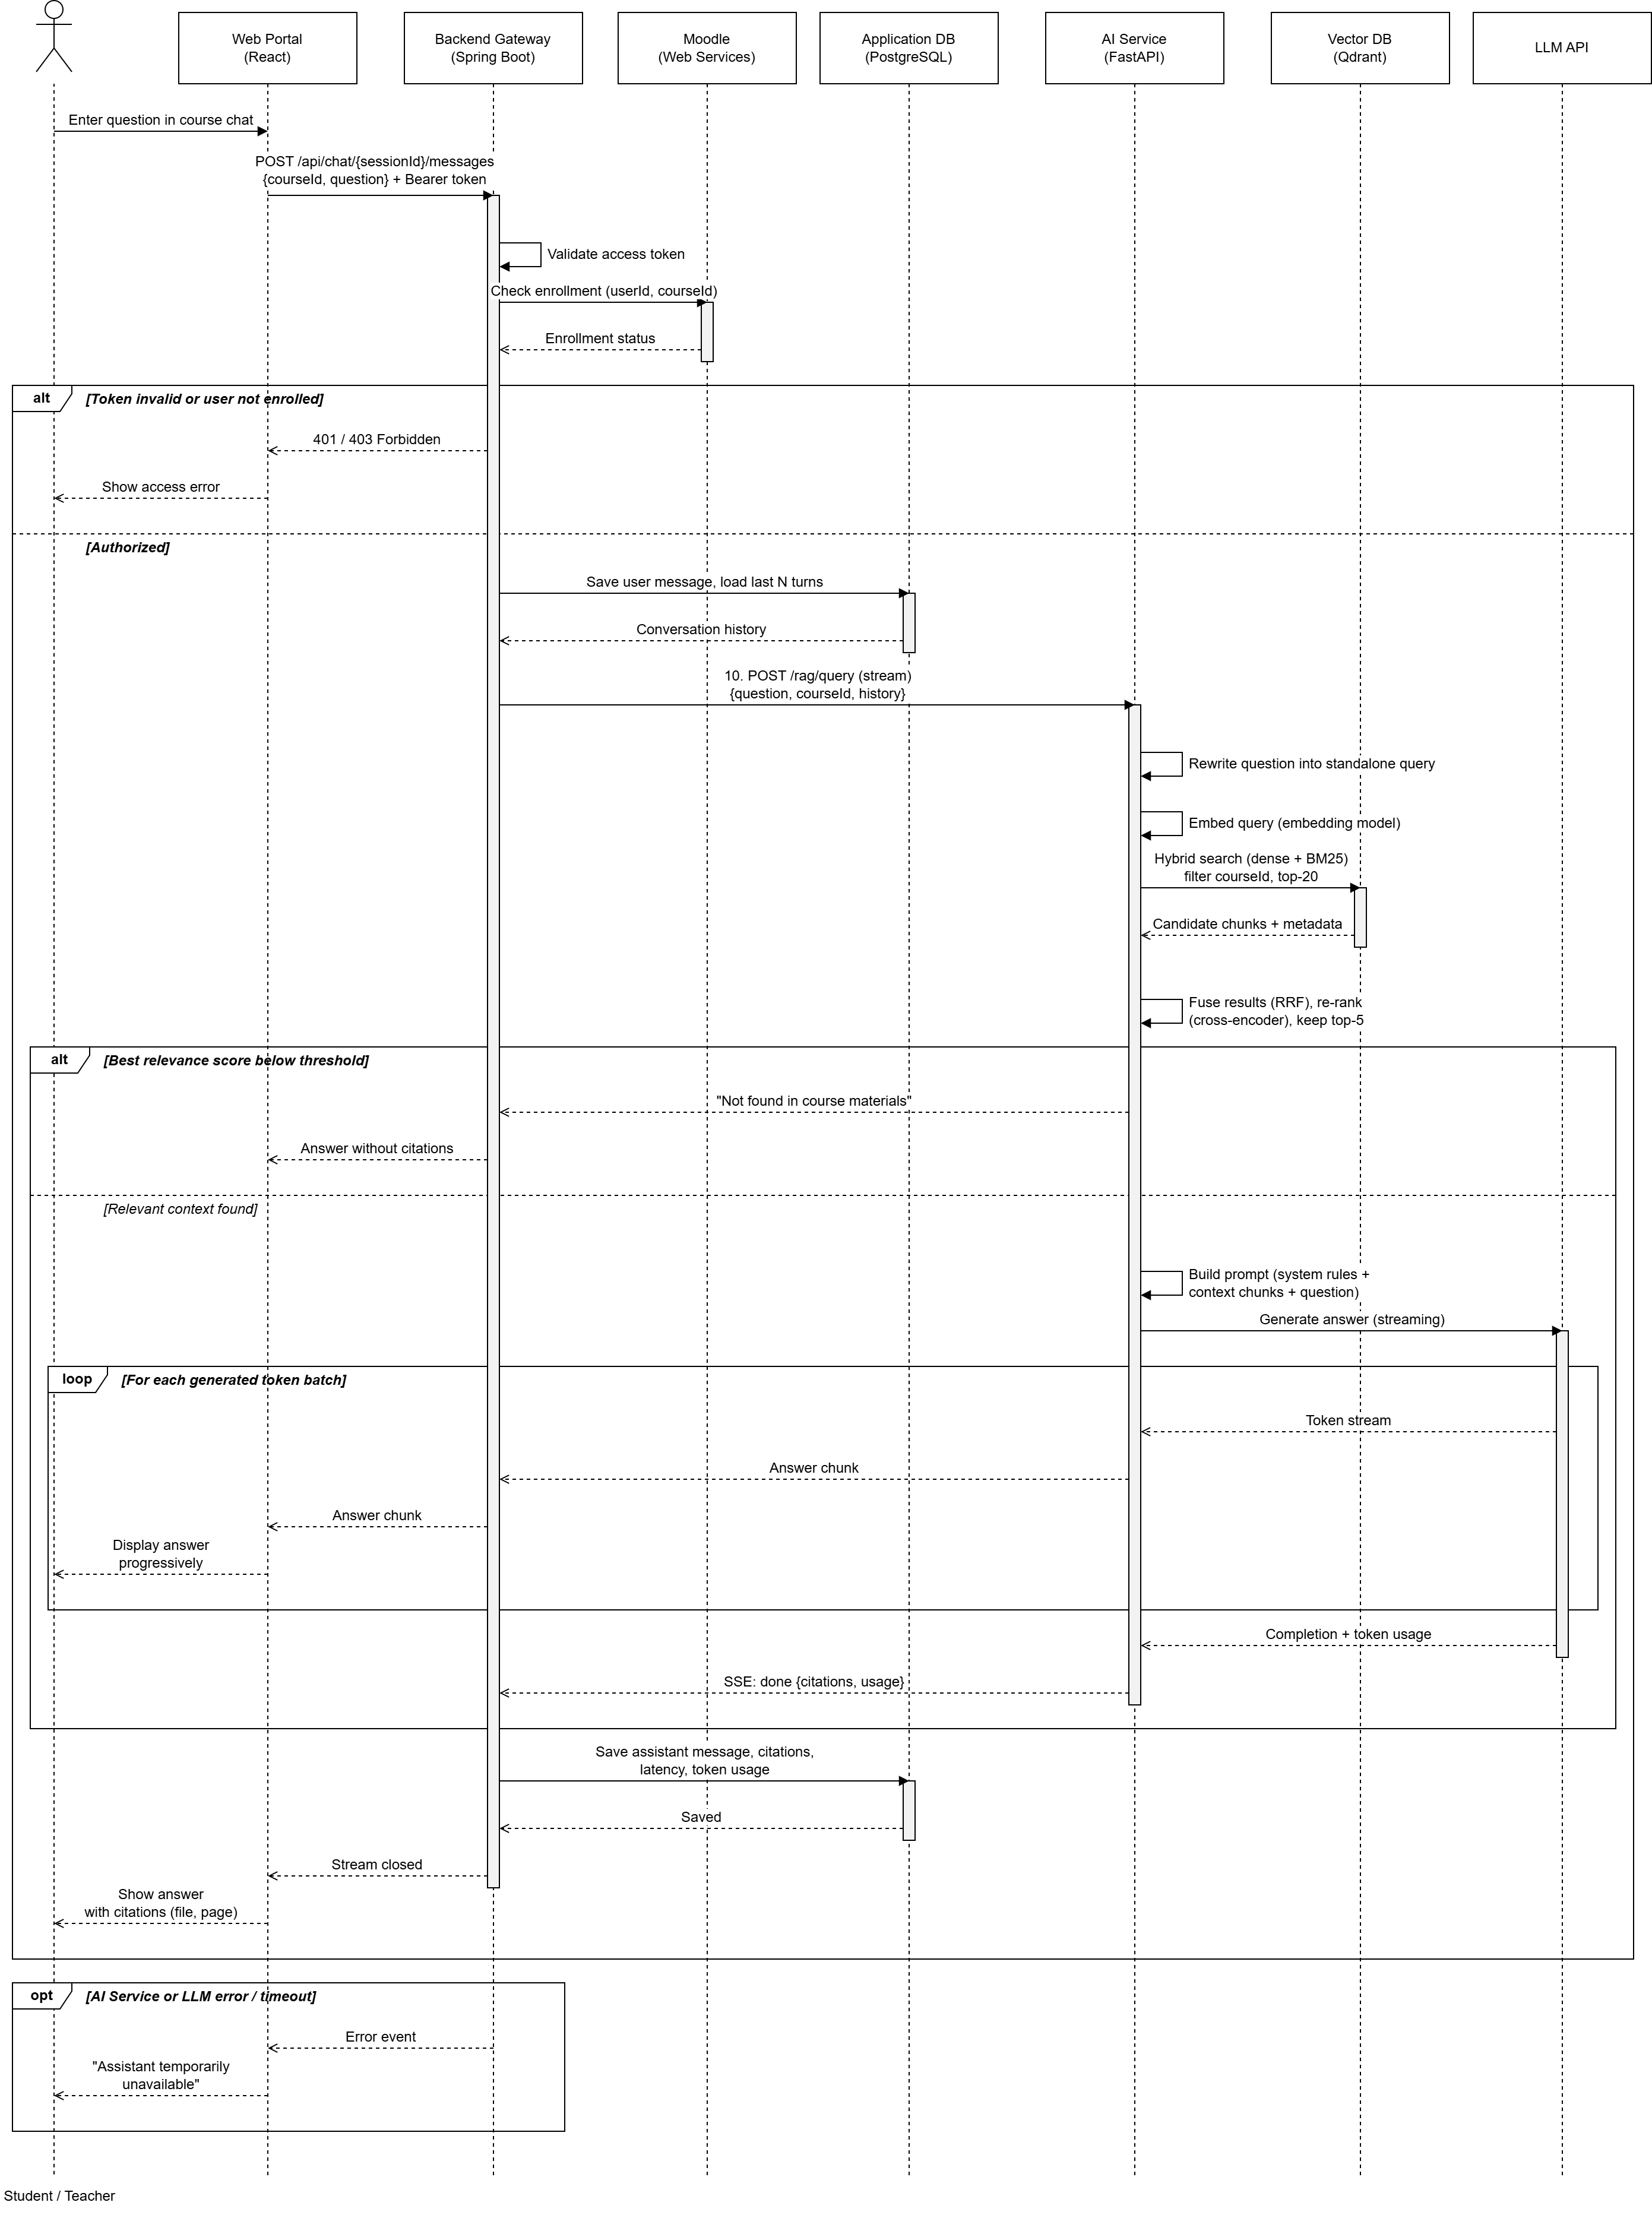 Web Portal
(React)
Backend Gateway
(Spring Boot)
Moodle
(Web Services)
Application DB
(PostgreSQL)
AI Service
(FastAPI)
Vector DB
(Qdrant)
LLM API
Enter question in course chat
POST /api/chat/{sessionId}/messages
{courseId, question} + Bearer token
Validate access token
Check enrollment (userId, courseId)
Enrollment status
alt
[Token invalid or user not enrolled]
401 / 403 Forbidden
Show access error
[Authorized]
Save user message, load last N turns
Conversation history
10. POST /rag/query (stream)
{question, courseId, history}
Rewrite question into standalone query
Embed query (embedding model)
Hybrid search (dense + BM25)
filter courseId, top-20
Candidate chunks + metadata
Fuse results (RRF), re-rank
(cross-encoder), keep top-5
alt
[Best relevance score below threshold]
"Not found in course materials"
Answer without citations
[Relevant context found]
Build prompt (system rules +
context chunks + question)
Generate answer (streaming)
loop
[For each generated token batch]
Token stream
Answer chunk
Answer chunk
Display answer
progressively
Completion + token usage
SSE: done {citations, usage}
Save assistant message, citations,
latency, token usage
Saved
Stream closed
Show answer
with citations (file, page)
opt
[AI Service or LLM error / timeout]
Error event
"Assistant temporarily
unavailable"
Student / Teacher